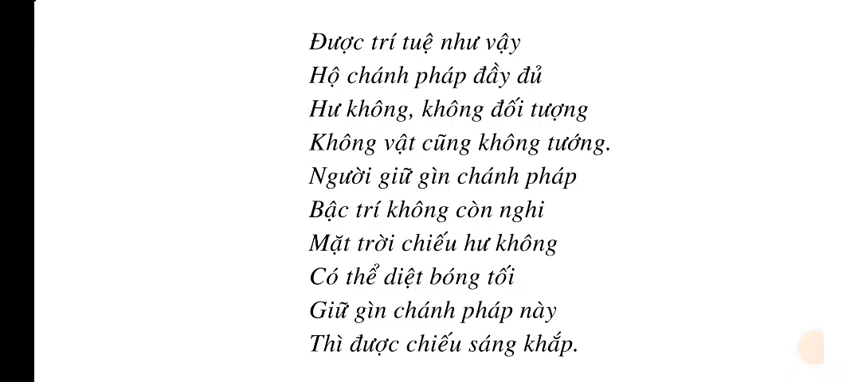 Được trí tuệ như vậy
Hộ chánh pháp đầy đủ
Hư không, không đối tượng
Không vật cũng không tướng.
Người giữ gìn chánh pháp
Bậc trí không còn nghi
Mặt trời chiếu hư không
Có thể diệt bóng tối
Giữ gìn chánh pháp này
Thì được chiếu sáng khắp.